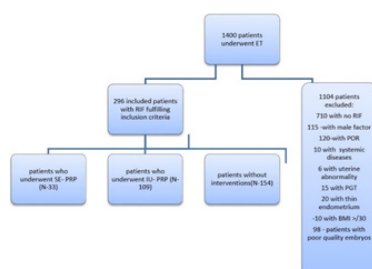 1400 patients
underwent ET
296 included patients
with RIF fulfilling
inclusion criteria
1104 patients
excluded:
710 with no RIF
115 -with male factor
120-with POR
10 with systemic
diseases
6 with uterine
abnormality
15 with PGT
20 with thin
endometrium
-10 with BMI >/30
98 - patients with
poor quality embryos
patients who
underwent SE- PRP
(N-33)
patients who
underwent IU- PRP (N-
109)
patients without
interventions(N-154)